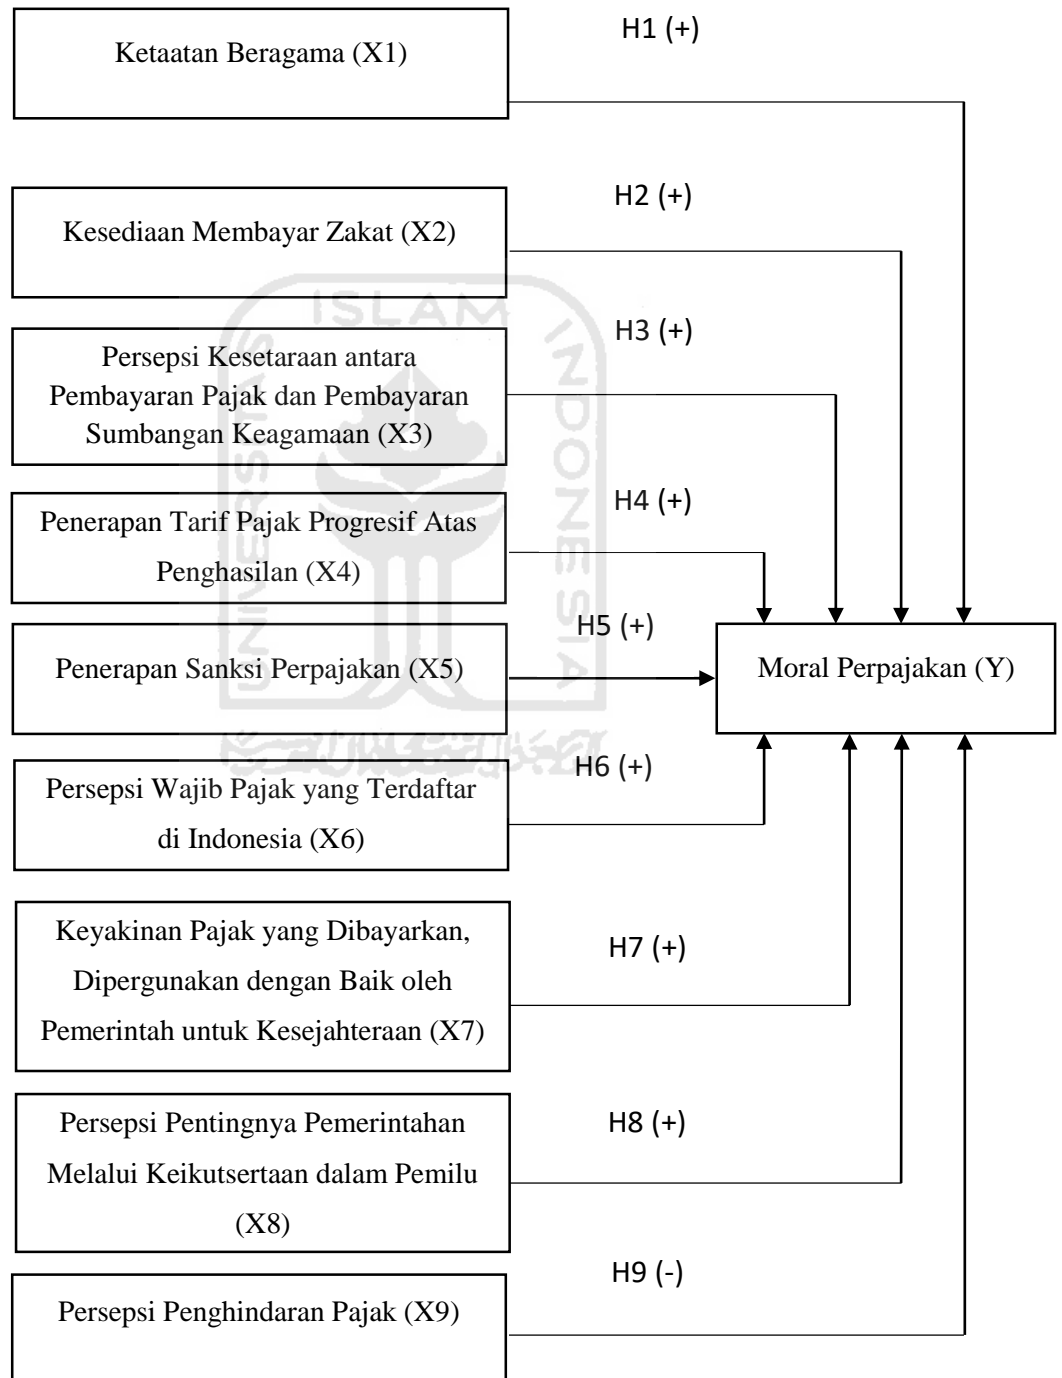 H1 (+)
Ketaatan Beragama (X1)
H2 (+)
Kesediaan Membayar Zakat (X2)
H3 (+)
Persepsi Kesetaraan antara
Pembayaran Pajak dan Pembayaran
Sumbangan Keagamaan (X3)
H4 (+)
Penerapan Tarif Pajak Progresif Atas
Penghasilan (X4)
H5 (+)
Penerapan Sanksi Perpajakan (X5)
Moral Perpajakan (Y)
H6 (+)
Persepsi Wajib Pajak yang Terdaftar
di Indonesia (X6)
H7 (+)
Keyakinan Pajak yang Dibayarkan,
Dipergunakan dengan Baik oleh
Pemerintah untuk Kesejahteraan (X7)
H8 (+)
Persepsi Pentingnya Pemerintahan
Melalui Keikutsertaan dalam Pemilu
(X8)
H9 (-)
Persepsi Penghindaran Pajak (X9)
UNIVERSITAS
ISLAM
INDONESIA